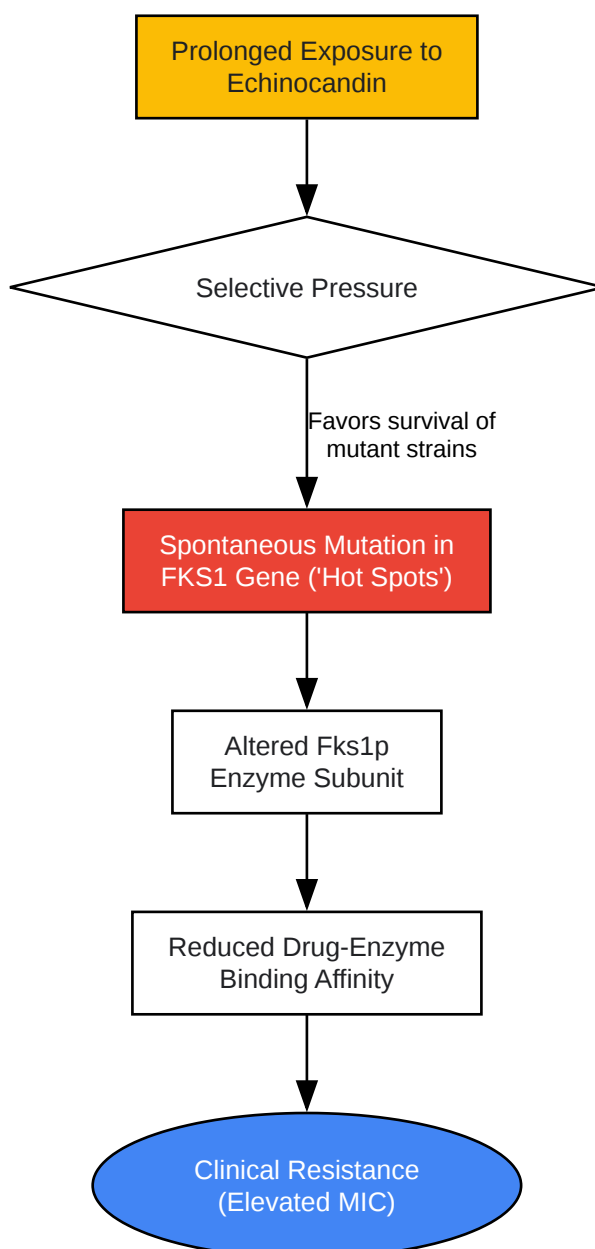 Prolonged Exposure to
Echinocandin
Selective Pressure
Favors survival of
mutant strains
Spontaneous Mutation in
FKS1 Gene ('Hot Spots')
Altered Fks1p
Enzyme Subunit
Reduced Drug-Enzyme
Binding Affinity
Clinical Resistance
(Elevated MIC)